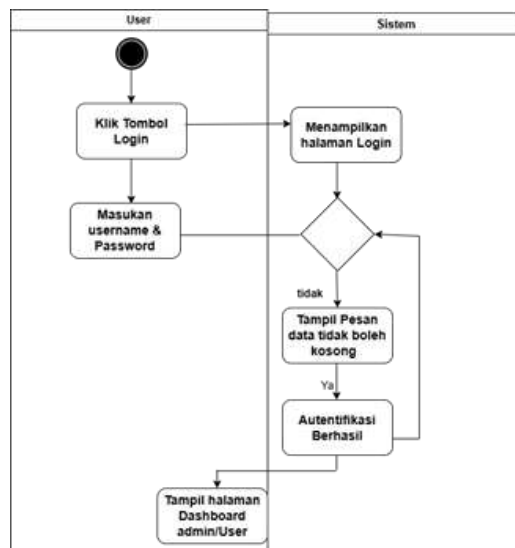 User
Sistem
Klik Tombol
Login
Menampilkan
halaman Login
Masukan
username &
Password
tidak
Tampil Pesan
data tidak boleh
kosong
Ya
Autentifikasi
Berhasil
Tampil halaman
Dashboard
admin/User